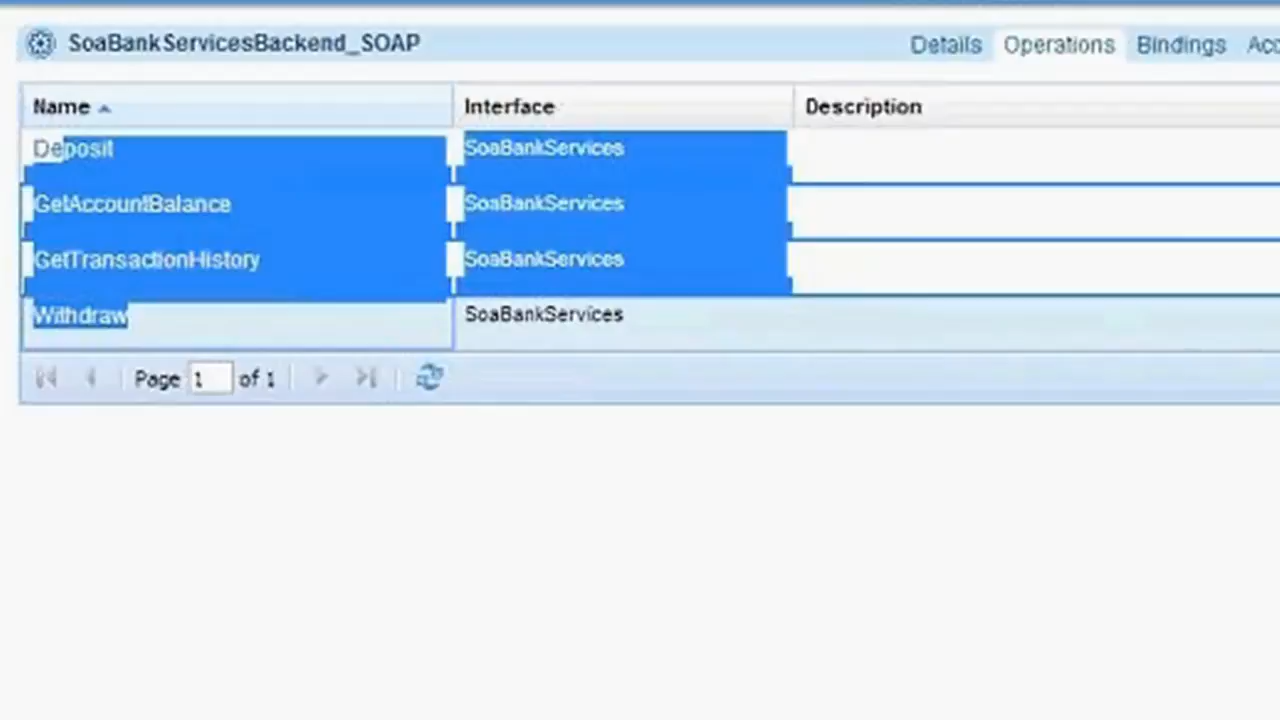 SoaBankServicesBackend_SOAP Details Operations Bindings
Name Interface Description
Deposit SoaBankServices
GetAccountBalance SoaBankServices
GetTransactionHistory SoaBankServices
Withdraw SoaBankServices
Page 1 of 1